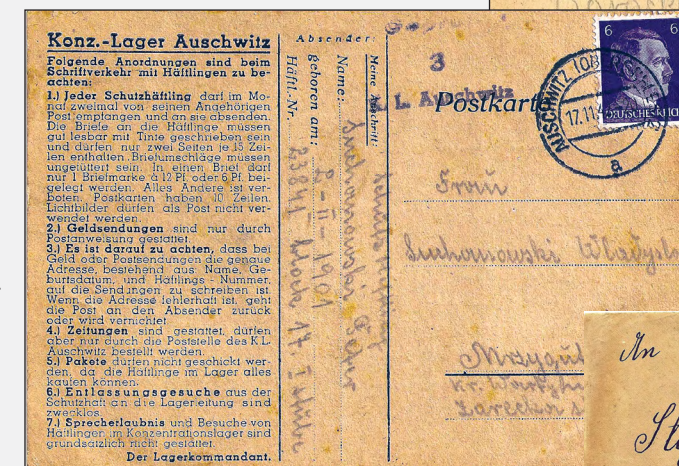 Konz.-Lager Auschwitz
Folgende Anordnungen sind beim
Schriftverkehr mit Häftlingen zu be-
achten:
1.) Jeder Schutzhäftling darf im Mo-
nat zweimal von seinen Angehörigen
Post empfangen und an sie absenden.
Die Briefe an die Häftlinge müssen
gut lesbar mit Tinte geschrieben sein
und dürfen nur zwei Seiten je 15 Zei-
len enthalten. Briefumschläge müssen
ungefüttert sein. In einen Brief darf
nur 1 Briefmarke á 12 Pf. oder 6 Pf. bei-
gelegt werden. Alles Andere ist ver-
boten. Postkarten haben 10 Zeilen.
Lichtbilder dürfen als Post nicht ver-
wendet werden.
2.) Geldsendungen sind nur durch
Postanweisung gestattet.
3.) Es ist darauf zu achten, dass bei
Geld oder Postsendungen die genaue
Adresse, bestehend aus: Name, Ge-
burtsdatum, und Häftlings-Nummer,
auf die Sendungen zu schreiben ist.
Wenn die Adresse fehlerhaft ist, geht
die Post an den Absender zurück
oder wird vernichtet
4.) Zeitungen sind gestattet, dürfen
aber nur durch die Poststelle des K.L.
Auschwitz bestellt werden.
5.) Pakete dürfen nicht geschickt wer-
den, da die Häftlinge im Lager alles
kaufen können.
6.) Entlassungsgesuche aus der
Schutzhaft an die Lagerleitung sind
zwecklos.
7.) Sprecherlaubnis und Besuche von
Häftlingen im Konzentrationslager sind
grundsätzlich nicht gestattet.
Der Lagerkommandant.
Absender:
Meine Anschrift:
Name:
geboren am: 2-II-1901
Häftl.-Nr.
3
L. Auschwitz
Postkarte
AUSCHWITZ (OBERSCHLES)
17.11.
a
6 6
DEUTSCHES REICH
Frau
Suchanowski
Mrzygłód
An